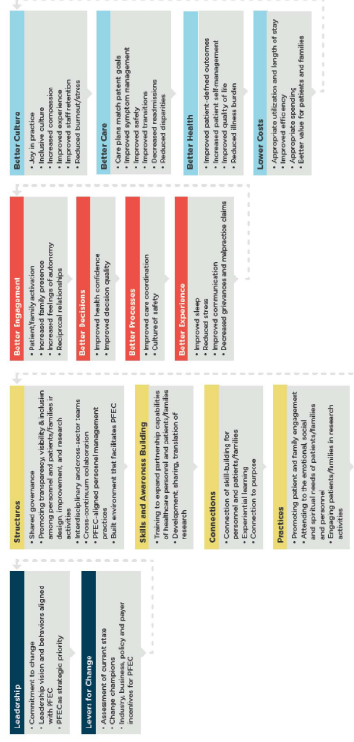 Leadership
• Commitment to change
• Leadership vision and behaviors aligned
with PFEC
• PFEC as strategic priority
Levers for Change
• Assessment of current state
• Change champions
• Industry, business, policy and payer
incentives for PFEC
Structures
• Shared governance
• Promoting transparency, visibility & inclusion
among personnel and patients/families in
design, improvement, and research
activities
• Interdisciplinary and cross-sector teams
• Cross-continuum collaboration
• PFEC-aligned personnel management
practices
• Built environment that facilitates PFEC
Skills and Awareness Building
• Training to expand partnership capabilities
of healthcare personnel and patients/families
• Development, sharing, translation of
research
Connections
• Connection of skill-building for
personnel and patients/families
• Experiential learning
• Connection to purpose
Practices
• Promoting patient and family engagement
• Attending to the emotional, social
and spiritual needs of patients/families
and personnel
• Engaging patients/families in research
activities
Better Engagement
• Patient/family activation
• Increased family presence
• Increased feelings of autonomy
• Reciprocal relationships
Better Decisions
• Improved health confidence
• Improved decision quality
Better Processes
• Improved care coordination
• Culture of safety
Better Experience
• Improved sleep
• Reduced stress
• Improved communication
• Decreased grievances and malpractice claims
Better Culture
• Joy in practice
• Inclusive culture
• Increased compassion
• Improved experience
• Improved staff retention
• Reduced burnout/stress
Better Care
• Care plans match patient goals
• Improved symptom management
• Improved safety
• Improved transitions
• Decreased readmissions
• Reduced disparities
Better Health
• Improved patient-defined outcomes
• Increased patient self-management
• Improved quality of life
• Reduced illness burden
Lower Costs
• Appropriate utilization and length of stay
• Improved efficiency
• Appropriate spending
• Better value for patients and families